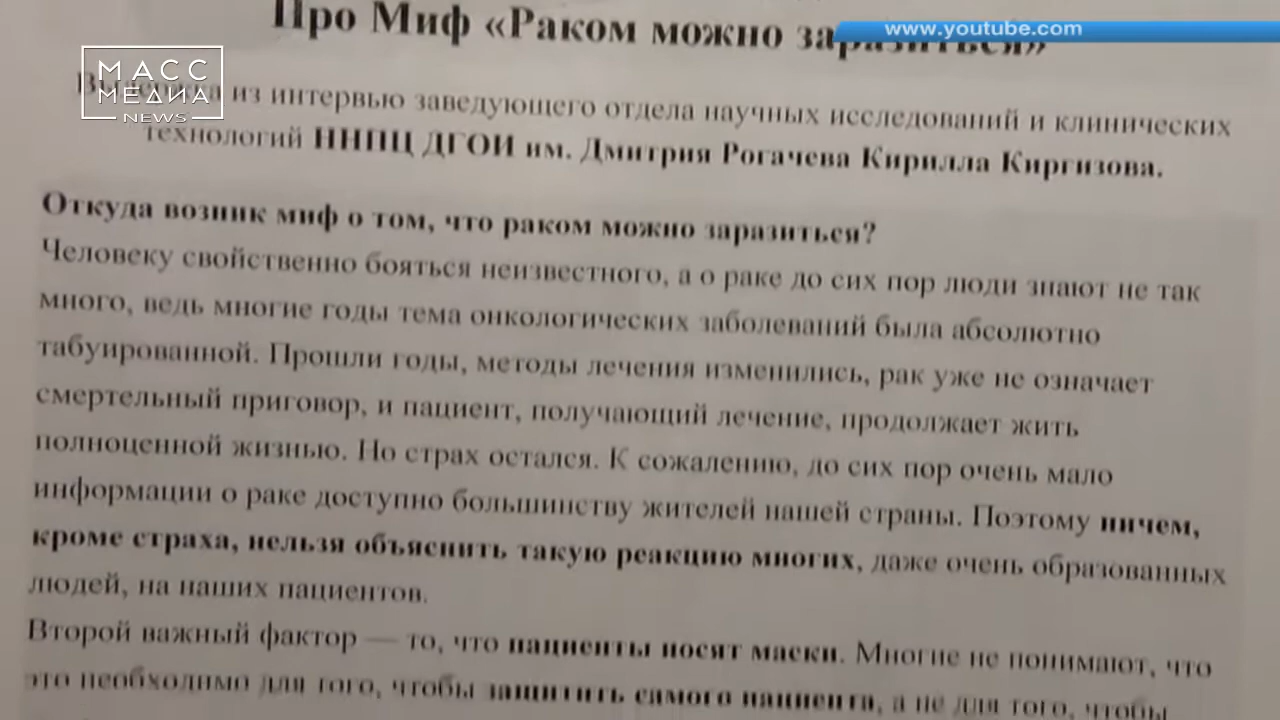 Про Миф «Раком можно заразиться»
www.youtube.com
МАСС
МЕДИА
NEWS
из интервью заведующего отдела научных исследований и клинических
технологий ННПЦ ДГОИ им. Дмитрия Рогачева Кирилла Киргизова.
Откуда возник миф о том, что раком можно заразиться?
Человеку свойственно бояться неизвестного, а о раке до сих пор люди знают не так
много, ведь многие годы тема онкологических заболеваний была абсолютно
табуированной. Прошли годы, методы лечения изменились, рак уже не означает
смертельный приговор, и пациент, получающий лечение, продолжает жить
полноценной жизнью. Но страх остался. К сожалению, до сих пор очень мало
информации о раке доступно большинству жителей нашей страны. Поэтому ничем,
кроме страха, нельзя объяснить такую реакцию многих, даже очень образованных
людей, на наших пациентов.
Второй важный фактор — то, что пациенты носят маски. Многие не понимают, что
это необходимо для того, чтобы защитить самого пациента, а не для того, чтобы